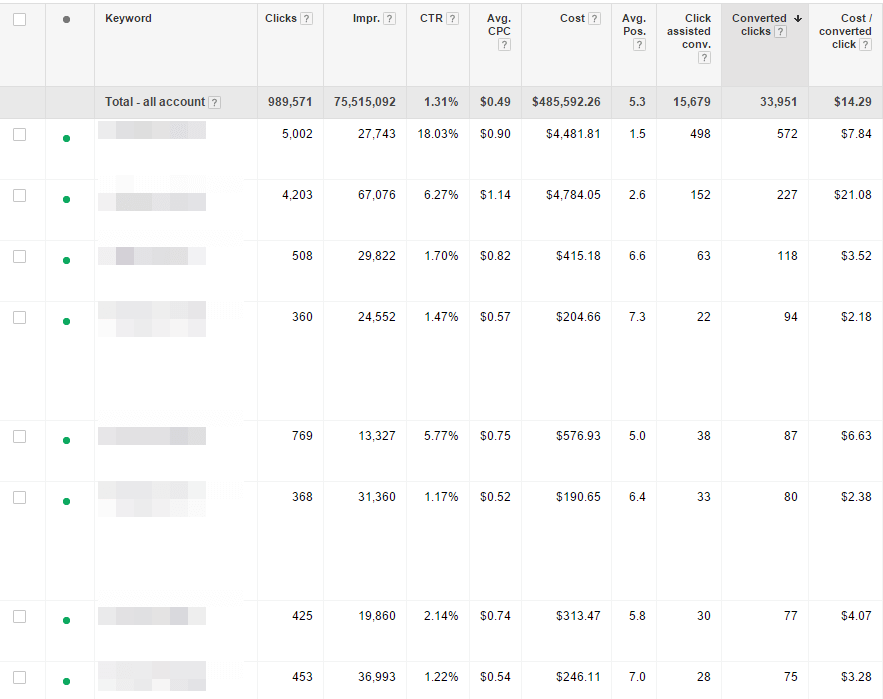 Keyword Clicks ? Impr. ? CTR ? Avg. CPC ? Cost ? Avg. Pos. ? Click assisted conv. ? Converted clicks ? Cost / converted click ?
Total - all account ? 989,571 75,515,092 1.31% $0.49 $485,592.26 5.3 15,679 33,951 $14.29
5,002 27,743 18.03% $0.90 $4,481.81 1.5 498 572 $7.84
4,203 67,076 6.27% $1.14 $4,784.05 2.6 152 227 $21.08
508 29,822 1.70% $0.82 $415.18 6.6 63 118 $3.52
360 24,552 1.47% $0.57 $204.66 7.3 22 94 $2.18
769 13,327 5.77% $0.75 $576.93 5.0 38 87 $6.63
368 31,360 1.17% $0.52 $190.65 6.4 33 80 $2.38
425 19,860 2.14% $0.74 $313.47 5.8 30 77 $4.07
453 36,993 1.22% $0.54 $246.11 7.0 28 75 $3.28